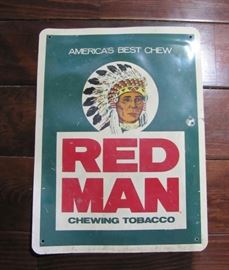 AMERICA'S BEST CHEW
RED
MAN
CHEWING TOBACCO